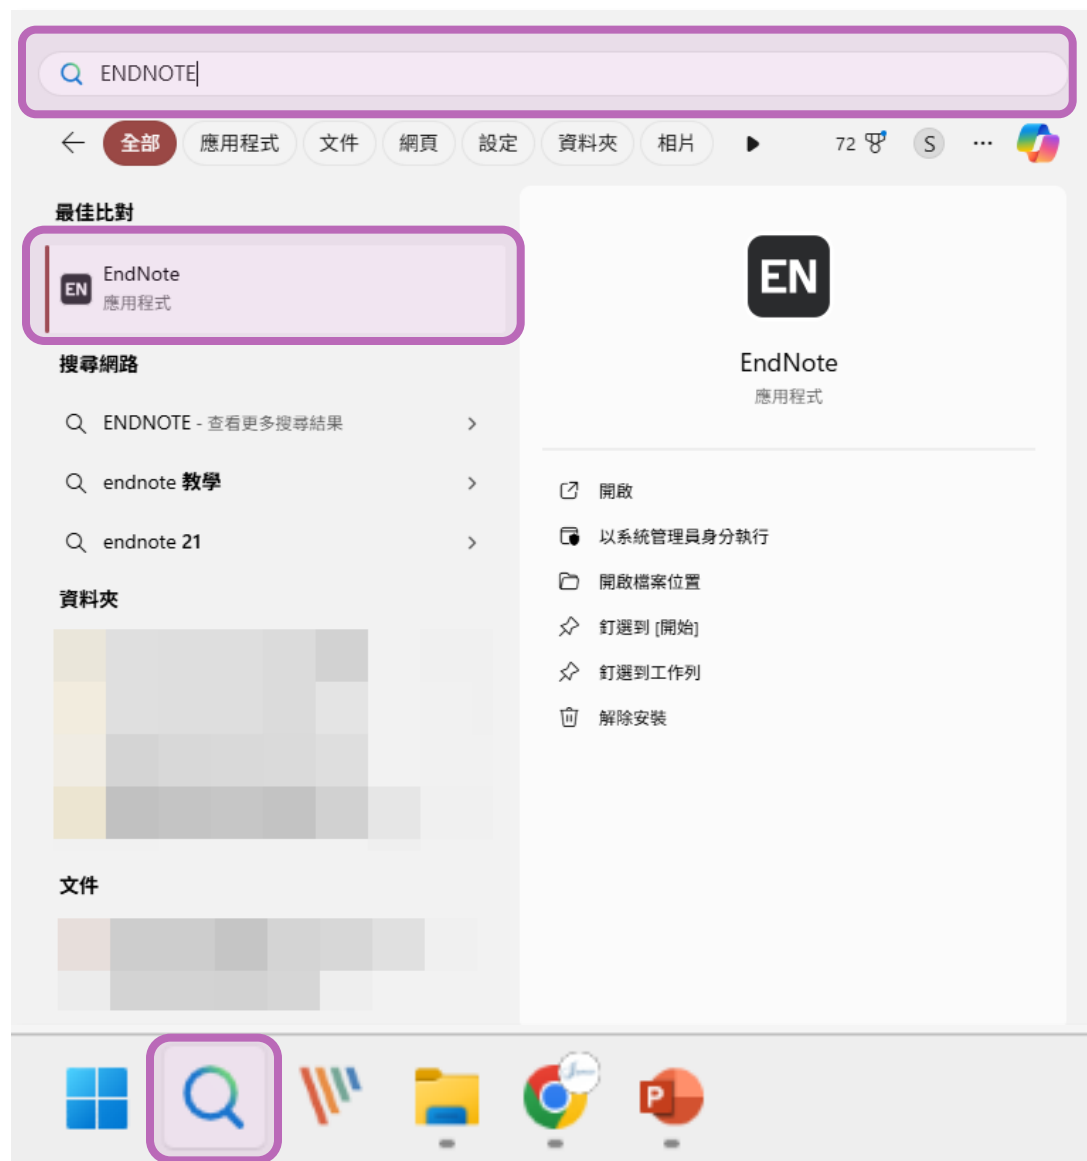 ENDNOTE
全部 應用程式 文件 網頁 設定 資料夾 相片 72 S ...
最佳比對
EN EndNote
應用程式
搜尋網路
ENDNOTE - 查看更多搜尋結果
endnote 教學
endnote 21
資料夾
文件
EN
EndNote
應用程式
開啟
以系統管理員身分執行
開啟檔案位置
釘選到 [開始]
釘選到工作列
解除安裝
P